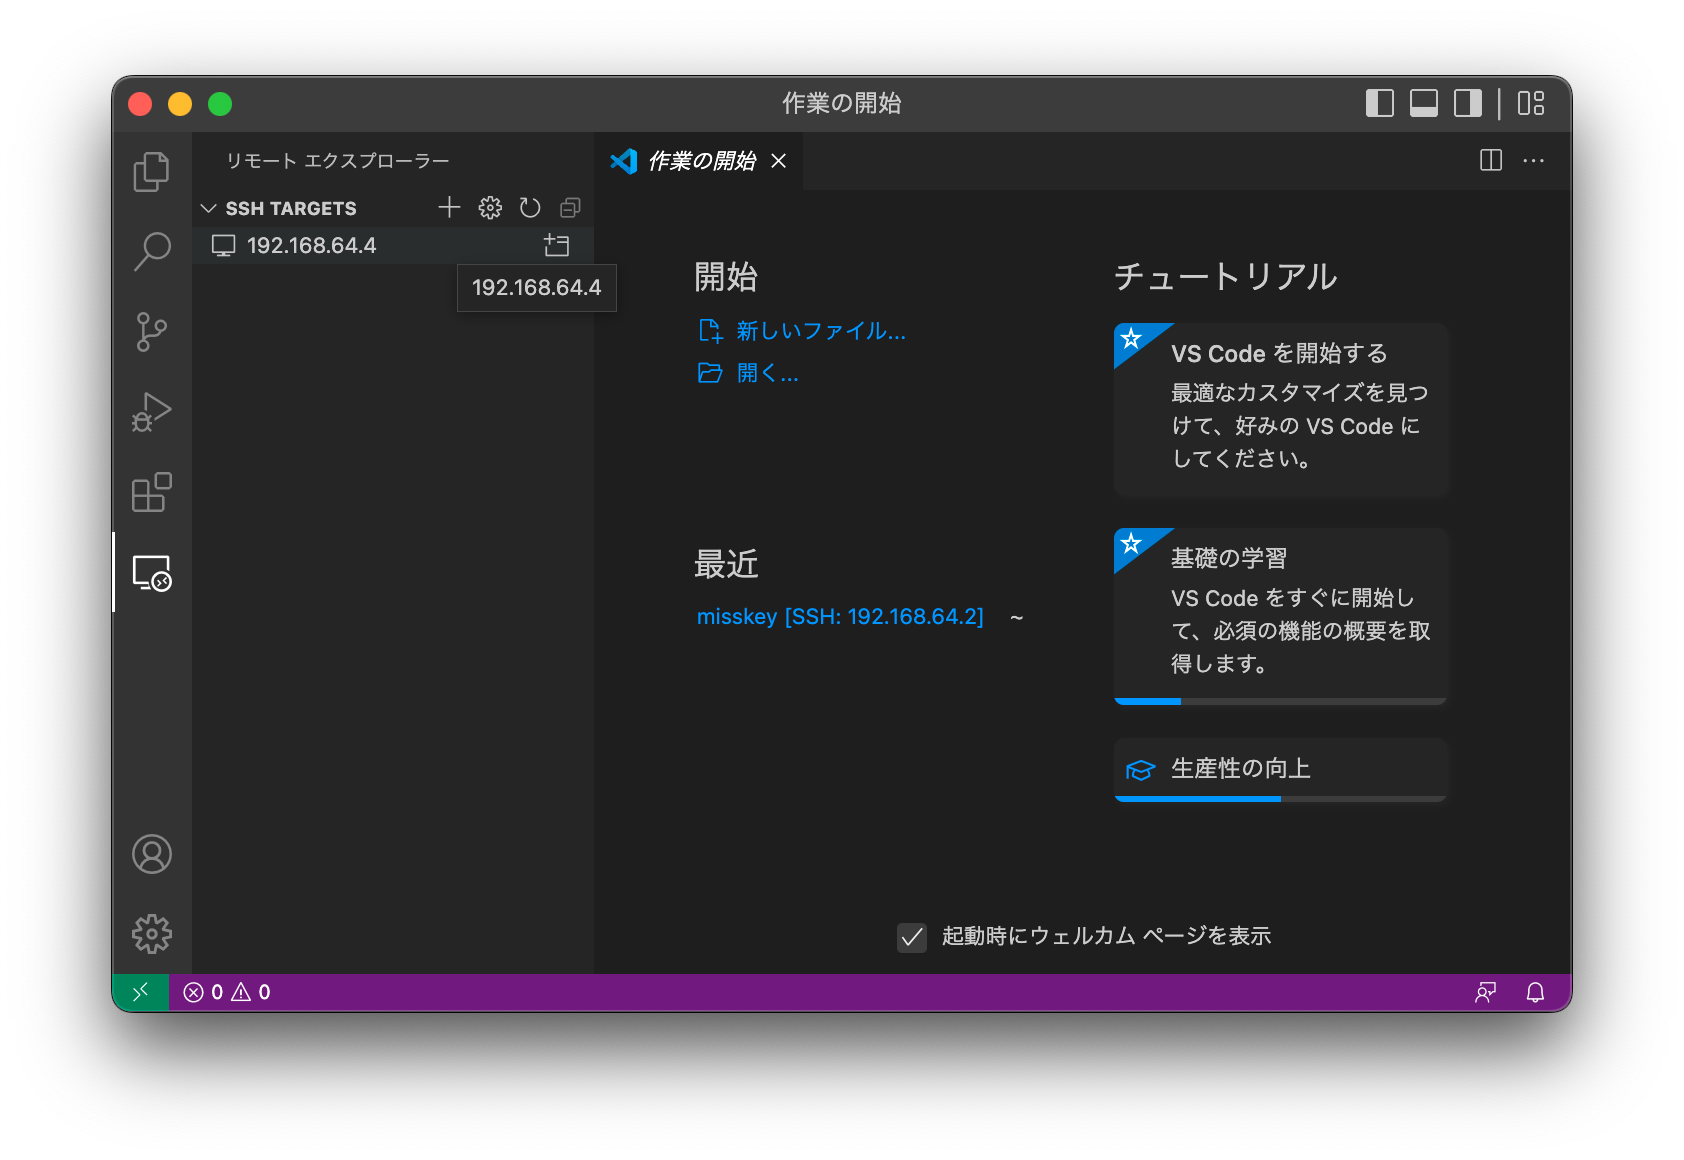 作業の開始
リモート エクスプローラー
SSH TARGETS
192.168.64.4
192.168.64.4
作業の開始
開始
新しいファイル...
開く...
最近
misskey [SSH: 192.168.64.2] ~
チュートリアル
VS Code を開始する
最適なカスタマイズを見つ
けて、好みの VS Code に
してください。
基礎の学習
VS Code をすぐに開始し
て、必須の機能の概要を取
得します。
生産性の向上
起動時にウェルカム ページを表示
0 0